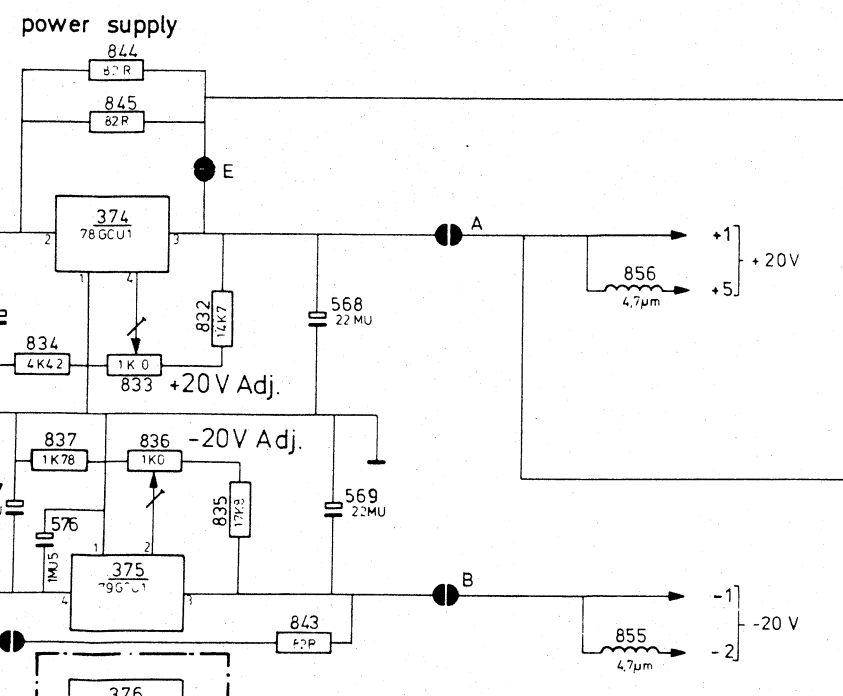 power supply
844
845
82R
E
374
78GCU1
2
3
1
4
A
+1
+20V
856
+5
4,7µm
832
14K7
568
22MU
834
4K42
1K0
833
+20V Adj.
-20V Adj.
837
1K78
836
1K0
835
17K8
569
22MU
576
1MU5
1
2
375
4
3
B
-1
-20 V
843
855
-2
4,7µm
376